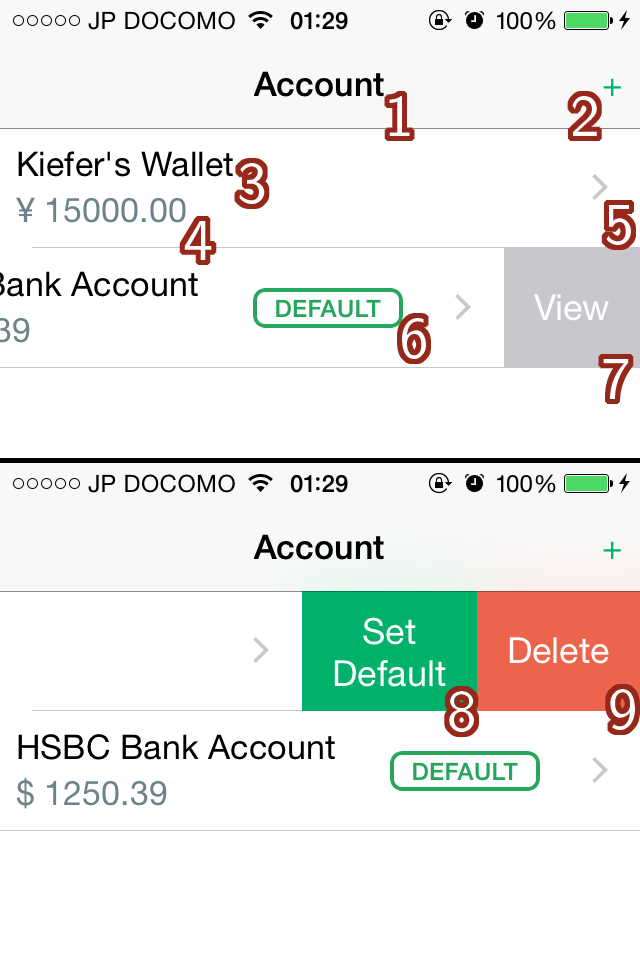 JP DOCOMO 01:29 100%
Account 1
+ 2
Kiefer's Wallet 3
¥ 15000.00 4
5
Bank Account
39
DEFAULT 6
View 7
JP DOCOMO 01:29 100%
Account
+
Set
Default 8
Delete 9
HSBC Bank Account
$ 1250.39
DEFAULT